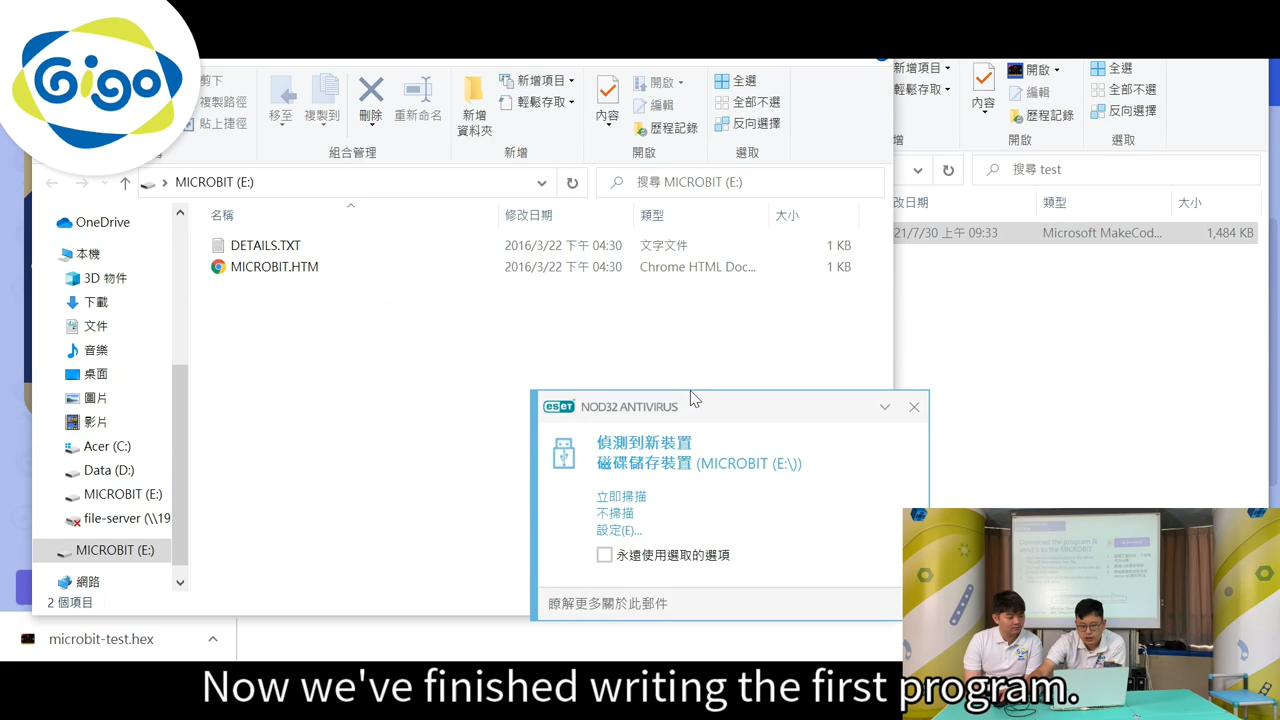 Gigo
剪下
複製路徑
貼上捷徑
移至
複製到
刪除
重新命名
組合管理
新增項目
輕鬆存取
新增
資料夾
新增
內容
開啟
編輯
歷程記錄
開啟
全選
全部不選
反向選擇
選取
新增項目
輕鬆存取
內容
開啟
編輯
歷程記錄
開啟
全選
全部不選
反向選擇
選取
MICROBIT (E:)
搜尋 MICROBIT (E:)
搜尋 test
名稱
修改日期
類型
大小
改日期
類型
大小
DETAILS.TXT 2016/3/22 下午 04:30 文字文件 1 KB
MICROBIT.HTM 2016/3/22 下午 04:30 Chrome HTML Doc... 1 KB
21/7/30 上午 09:33 Microsoft MakeCod... 1,484 KB
OneDrive
本機
3D 物件
下載
文件
音樂
桌面
圖片
影片
Acer (C:)
Data (D:)
MICROBIT (E:)
file-server (\\19
MICROBIT (E:)
網路
2 個項目
eseT NOD32 ANTIVIRUS
偵測到新裝置
磁碟儲存裝置 (MICROBIT (E:\))
立即掃描
不掃描
設定(E)...
永遠使用選取的選項
瞭解更多關於此郵件
microbit-test.hex
Download the program &
send it to the MICROBIT
Now we've finished writing the first program.